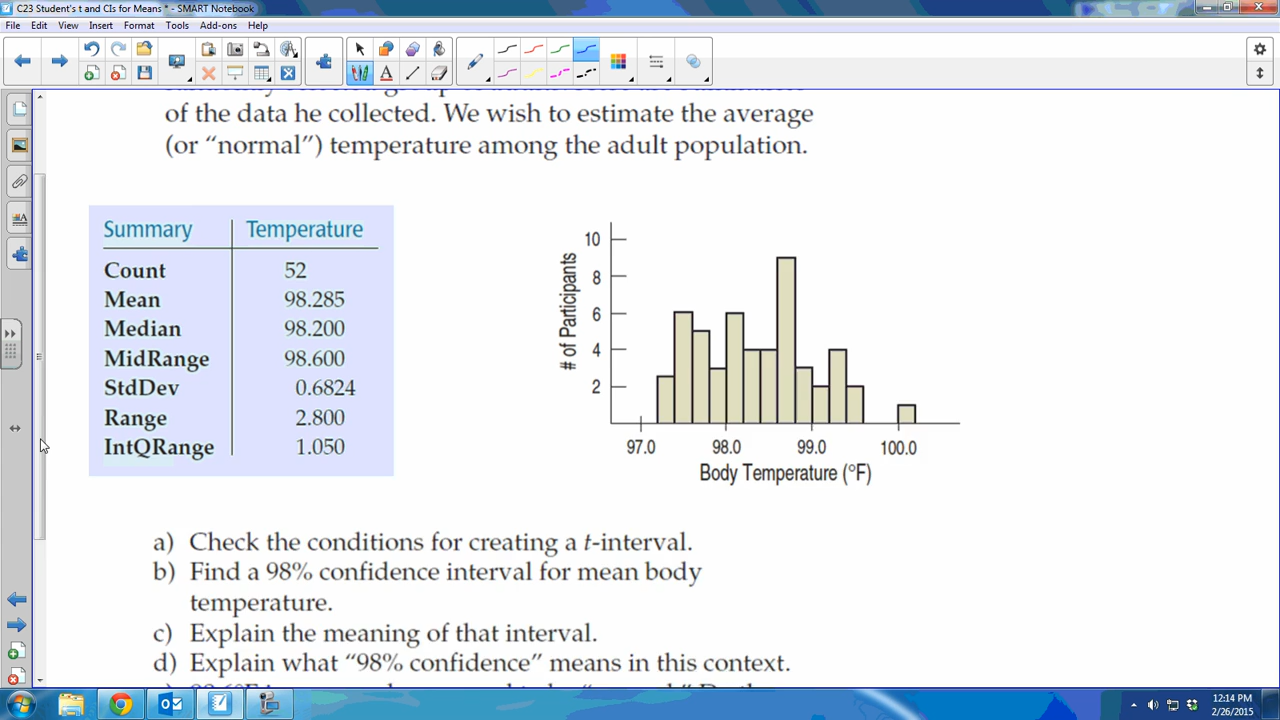 C23 Student's t and CIs for Means * - SMART Notebook
File Edit View Insert Format Tools Add-ons Help
of the data he collected. We wish to estimate the average
(or “normal”) temperature among the adult population.
Summary Temperature
Count 52
Mean 98.285
Median 98.200
MidRange 98.600
StdDev 0.6824
Range 2.800
IntQRange 1.050
# of Participants
10
8
6
4
2
97.0 98.0 99.0 100.0
Body Temperature (°F)
a) Check the conditions for creating a t-interval.
b) Find a 98% confidence interval for mean body
temperature.
c) Explain the meaning of that interval.
d) Explain what “98% confidence” means in this context.
12:14 PM
2/26/2015